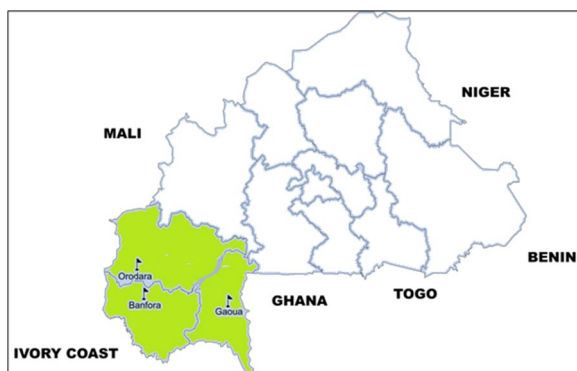 NIGER
MALI
BENIN
Orodara
Banfora
Gaoua
GHANA
TOGO
IVORY COAST